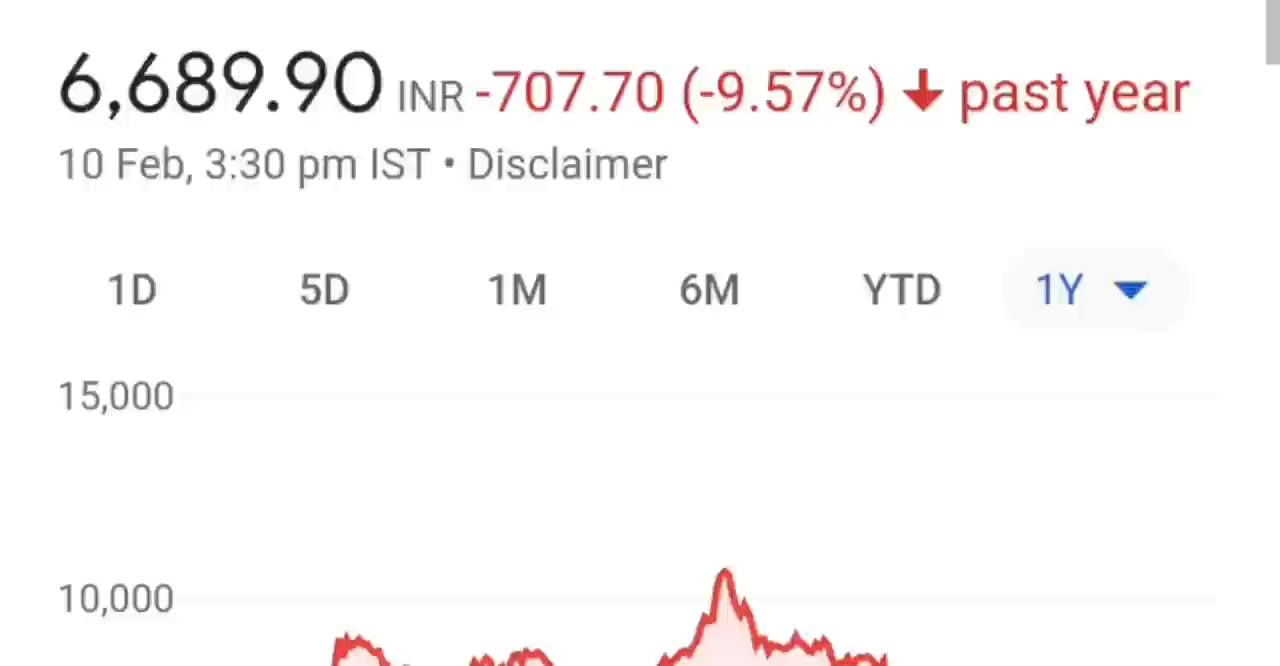 6,689.90 INR -707.70 (-9.57%) ↓ past year
10 Feb, 3:30 pm IST • Disclaimer
1D 5D 1M 6M YTD 1Y
15,000
10,000